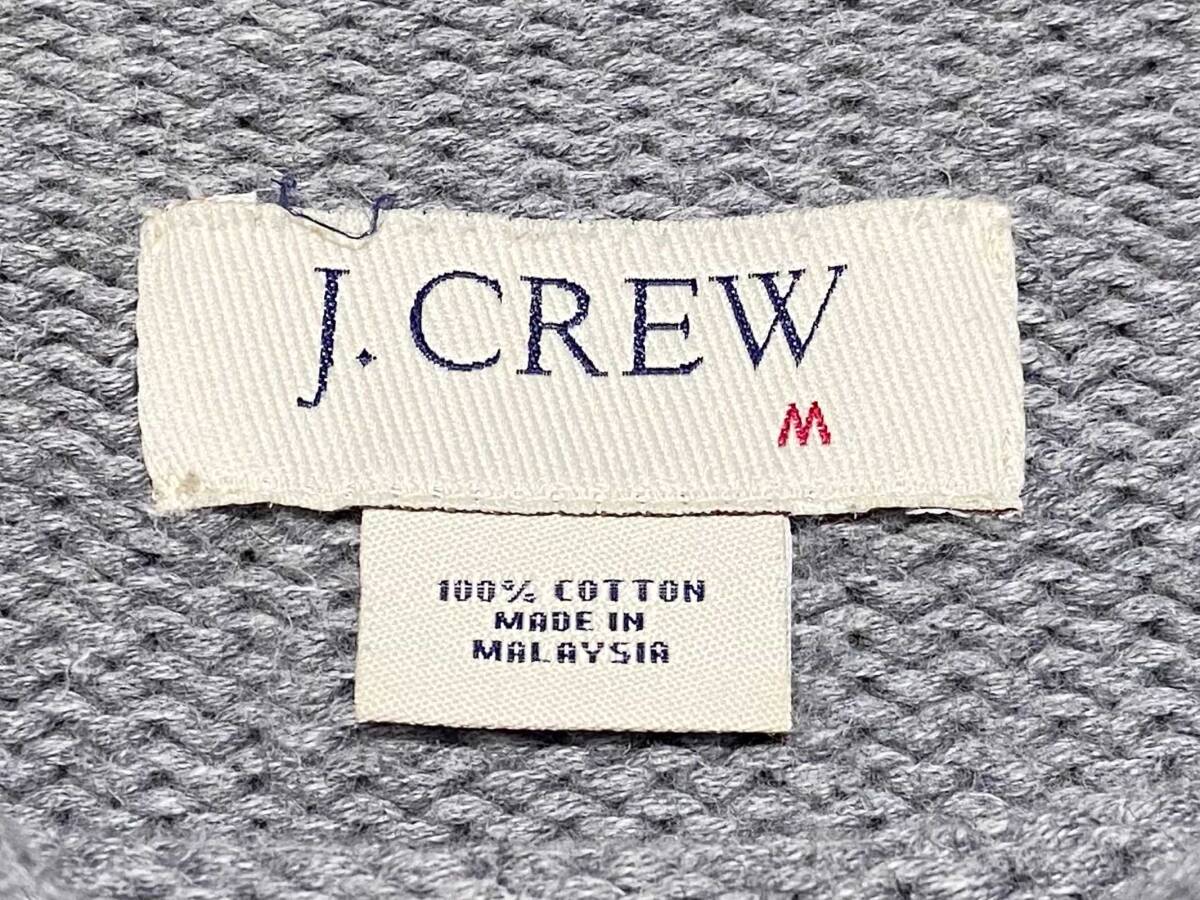 J. CREW
M
100% COTTON
MADE IN
MALAYSIA